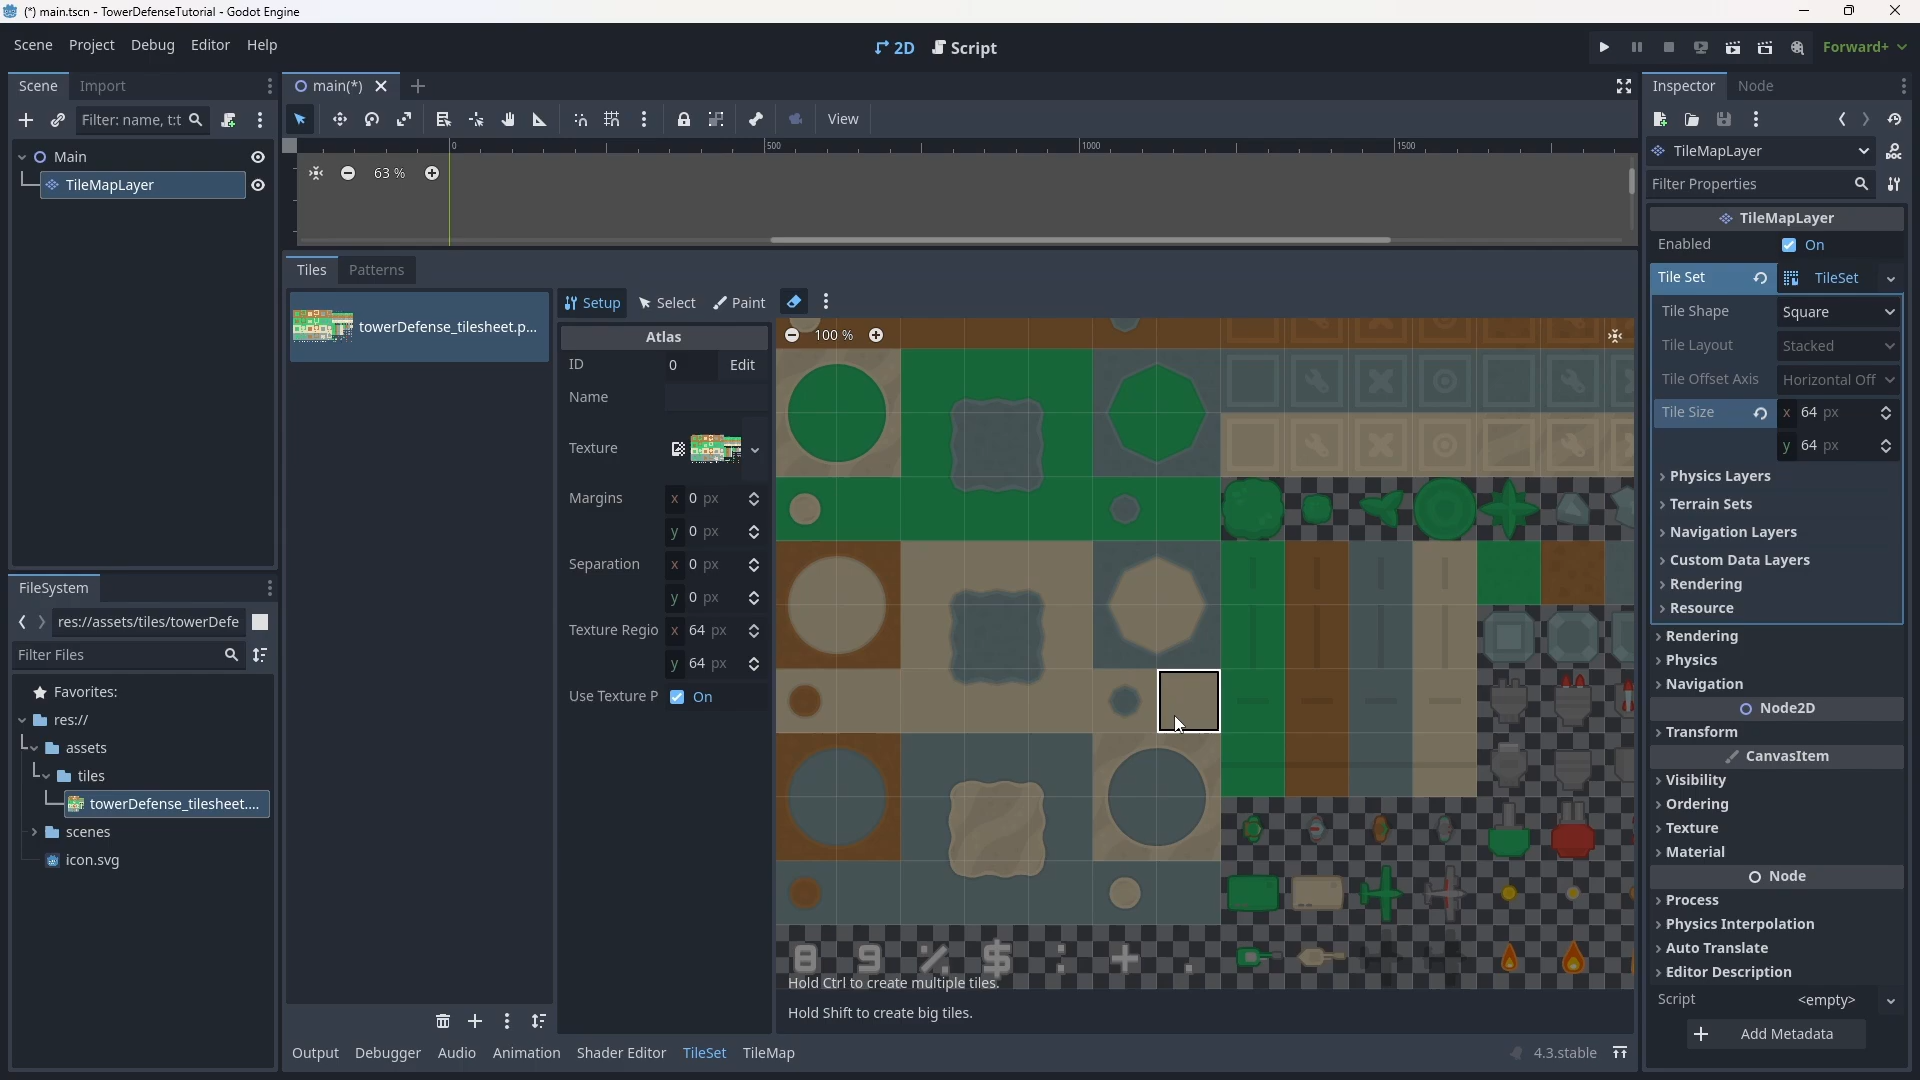 (*) main.tscn - TowerDefenseTutorial - Godot Engine
Scene Project Debug Editor Help
2D Script
Forward+
Scene Import
main(*)
Inspector Node
Filter: name, t:t
View
TileMapLayer
Filter Properties
Main
TileMapLayer
0 500 1000 1500
63 %
TileMapLayer
Enabled On
Tile Set TileSet
Tile Shape Square
Tile Layout Stacked
Tile Offset Axis Horizontal Off
Tile Size x 64 px
y 64 px
Physics Layers
Terrain Sets
Navigation Layers
Custom Data Layers
Rendering
Resource
Rendering
Physics
Navigation
Node2D
Transform
CanvasItem
Visibility
Ordering
Texture
Material
Node
Process
Physics Interpolation
Auto Translate
Editor Description
Script <empty>
Add Metadata
Tiles Patterns
towerDefense_tilesheet.p...
Setup Select Paint
Atlas
ID 0 Edit
Name
Texture
Margins x 0 px
y 0 px
Separation x 0 px
y 0 px
Texture Regio x 64 px
y 64 px
Use Texture P On
100 %
8 9 % $ : + .
Hold Ctrl to create multiple tiles.
Hold Shift to create big tiles.
FileSystem
res://assets/tiles/towerDefe
Filter Files
Favorites:
res://
assets
tiles
towerDefense_tilesheet....
scenes
icon.svg
Output Debugger Audio Animation Shader Editor TileSet TileMap
4.3.stable